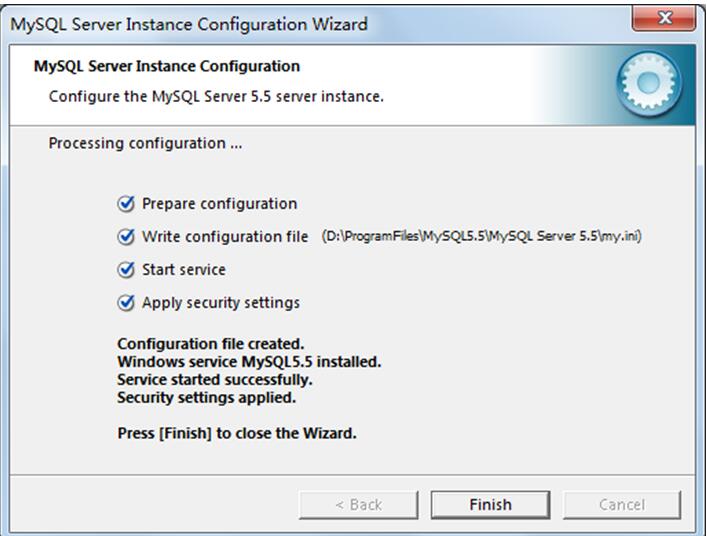 MySQL Server Instance Configuration Wizard
MySQL Server Instance Configuration
Configure the MySQL Server 5.5 server instance.
Processing configuration ...
Prepare configuration
Write configuration file (D:\ProgramFiles\MySQL5.5\MySQL Server 5.5\my.ini)
Start service
Apply security settings
Configuration file created.
Windows service MySQL5.5 installed.
Service started successfully.
Security settings applied.
Press [Finish] to close the Wizard.
< Back Finish Cancel